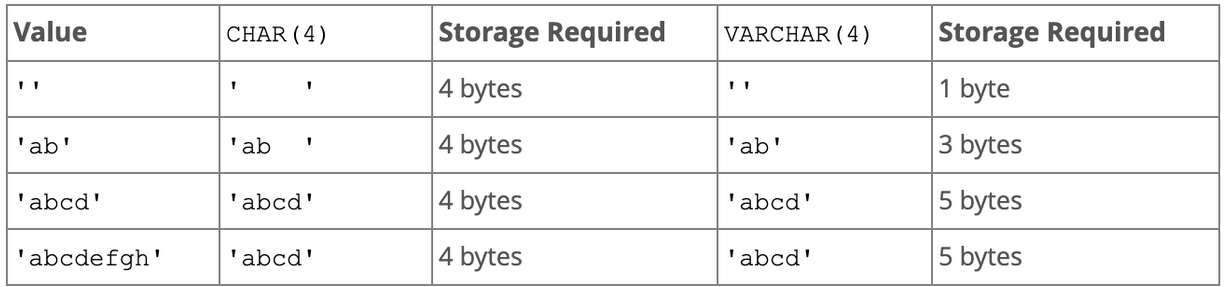 Value CHAR(4) Storage Required VARCHAR(4) Storage Required
'' '    ' 4 bytes '' 1 byte
'ab' 'ab  ' 4 bytes 'ab' 3 bytes
'abcd' 'abcd' 4 bytes 'abcd' 5 bytes
'abcdefgh' 'abcd' 4 bytes 'abcd' 5 bytes